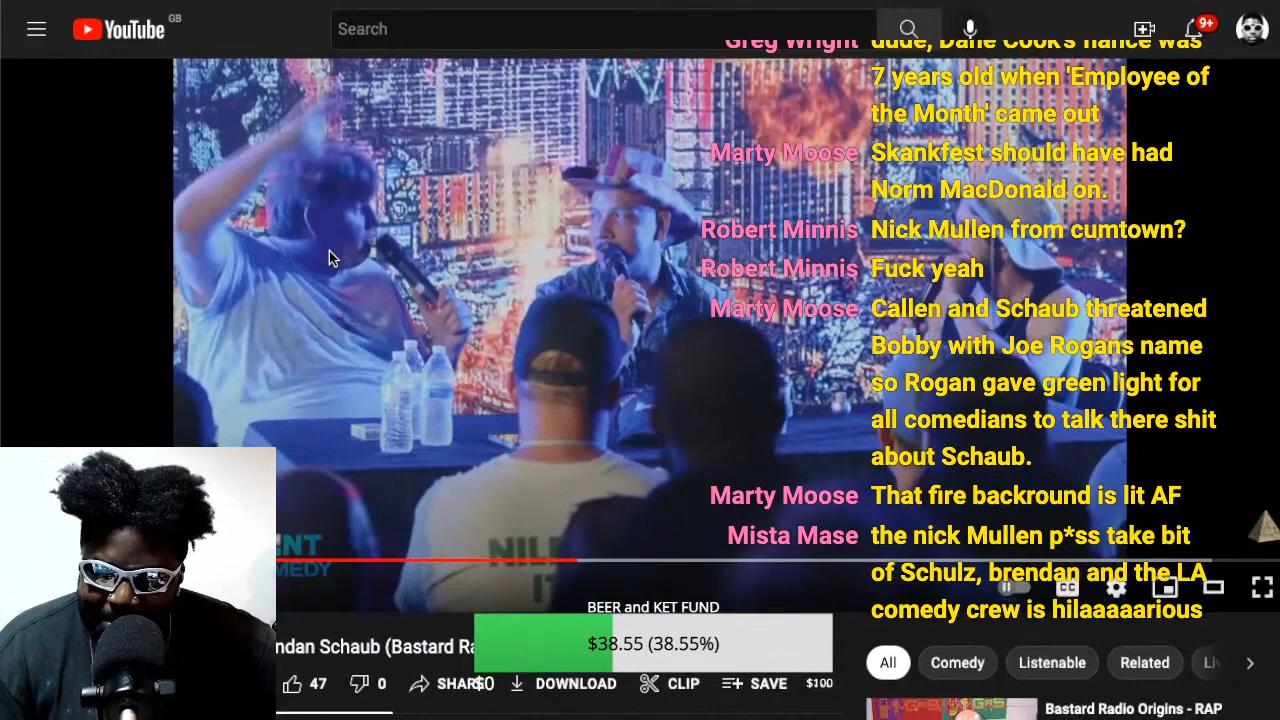 YouTube GB
Search
9+
Greg Wright dude, Dane Cook's fiance was
7 years old when 'Employee of
the Month' came out
Marty Moose Skankfest should have had
Norm MacDonald on.
Robert Minnis Nick Mullen from cumtown?
Robert Minnis Fuck yeah
Marty Moose Callen and Schaub threatened
Bobby with Joe Rogans name
so Rogan gave green light for
all comedians to talk there shit
about Schaub.
Marty Moose That fire backround is lit AF
Mista Mase the nick Mullen p*ss take bit
of Schulz, brendan and the LA
comedy crew is hilaaaaarious
NT
MEDY
CC
BEER and KET FUND
$38.55 (38.55%)
$0
$100
ndan Schaub (Bastard Ra
47
0
SHAR
DOWNLOAD
CLIP
SAVE
All
Comedy
Listenable
Related
Bastard Radio Origins - RAP